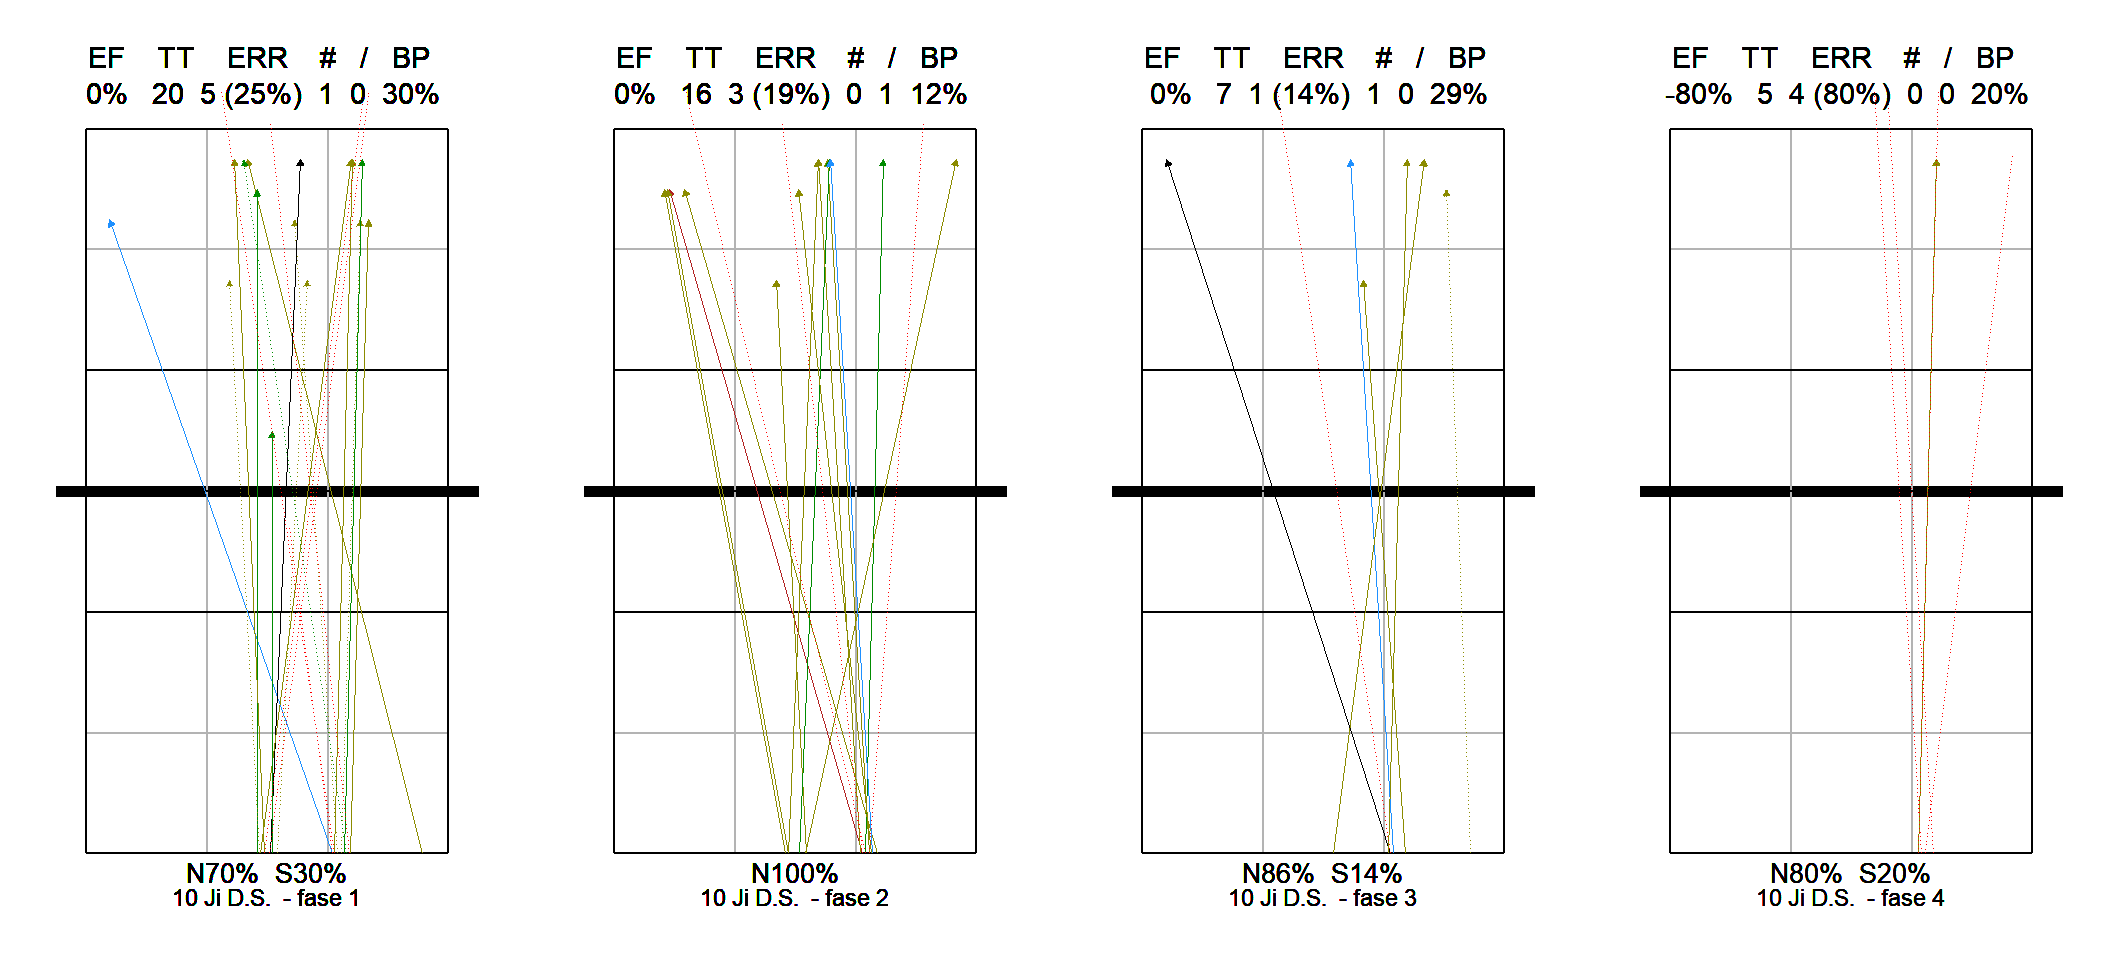 EF TT ERR # / BP
0% 20 5 (25%) 1 0 30%
N70% S30%
10 Ji D.S. - fase 1
EF TT ERR # / BP
0% 16 3 (19%) 0 1 12%
N100%
10 Ji D.S. - fase 2
EF TT ERR # / BP
0% 7 1 (14%) 1 0 29%
N86% S14%
10 Ji D.S. - fase 3
EF TT ERR # / BP
-80% 5 4 (80%) 0 0 20%
N80% S20%
10 Ji D.S. - fase 4